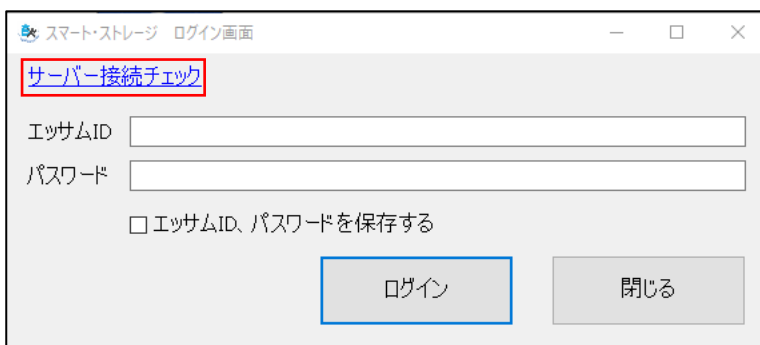 スマート・ストレージ　ログイン画面
サーバー接続チェック
エッサムID
パスワード
エッサムID、パスワードを保存する
ログイン
閉じる